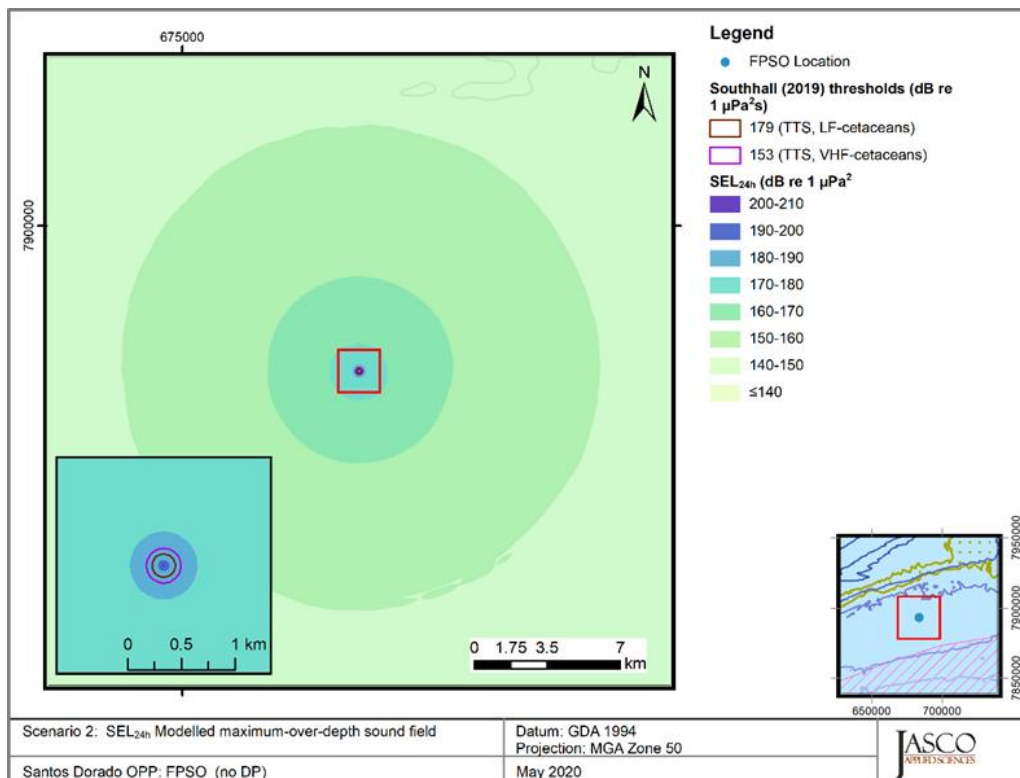 675000
7900000
N
0 0.5 1 km
0 1.75 3.5 7
km
Legend
FPSO Location
Southhall (2019) thresholds (dB re
1 µPa²s)
179 (TTS, LF-cetaceans)
153 (TTS, VHF-cetaceans)
SEL24h (dB re 1 µPa²
200-210
190-200
180-190
170-180
160-170
150-160
140-150
≤140
7950000
7900000
7850000
650000 700000
Scenario 2: SEL24h Modelled maximum-over-depth sound field
Santos Dorado OPP: FPSO (no DP)
Datum: GDA 1994
Projection: MGA Zone 50
May 2020
JASCO
APPLIED SCIENCES